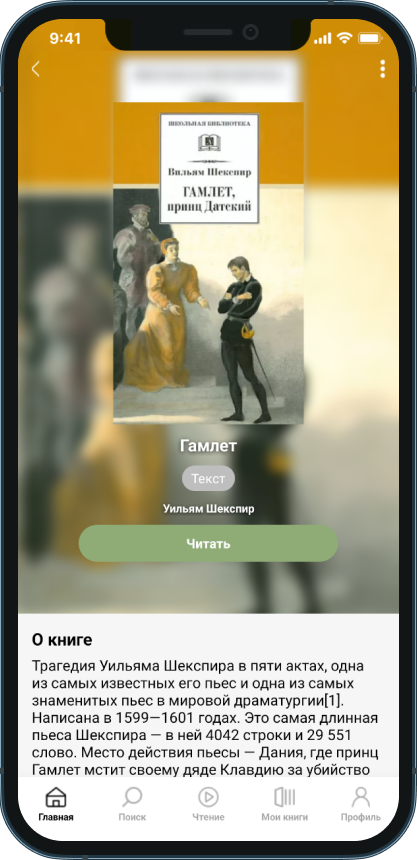 9:41
ШКОЛЬНАЯ БИБЛИОТЕКА
Вильям Шекспир
ГАМЛЕТ,
принц Датский
Гамлет
Текст
Уильям Шекспир
Читать
О книге
Трагедия Уильяма Шекспира в пяти актах, одна
из самых известных его пьес и одна из самых
знаменитых пьес в мировой драматургии[1].
Написана в 1599—1601 годах. Это самая длинная
пьеса Шекспира — в ней 4042 строки и 29 551
слово. Место действия пьесы — Дания, где принц
Гамлет мстит своему дяде Клавдию за убийство
Главная
Поиск
Чтение
Мои книги
Профиль